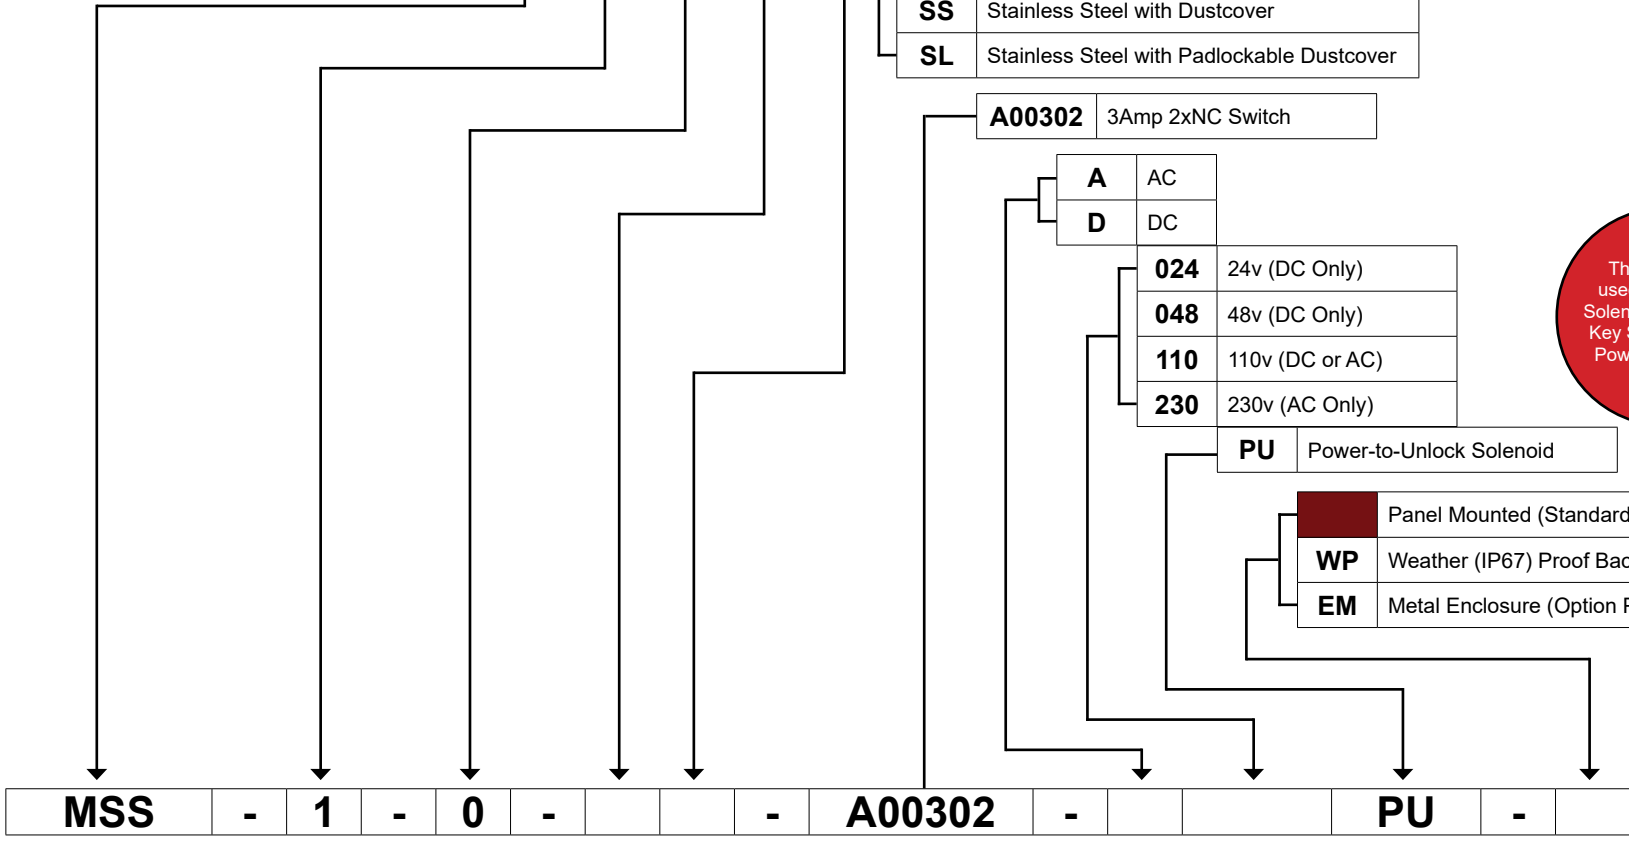 SS Stainless Steel with Dustcover
SL Stainless Steel with Padlockable Dustcover
A00302 3Amp 2xNC Switch
A AC
D DC
024 24v (DC Only)
048 48v (DC Only)
110 110v (DC or AC)
230 230v (AC Only)
PU Power-to-Unlock Solenoid
Panel Mounted (Standard
WP Weather (IP67) Proof
EM Metal Enclosure (Option
Key
MSS - 1 - 0 - - A00302 - PU -